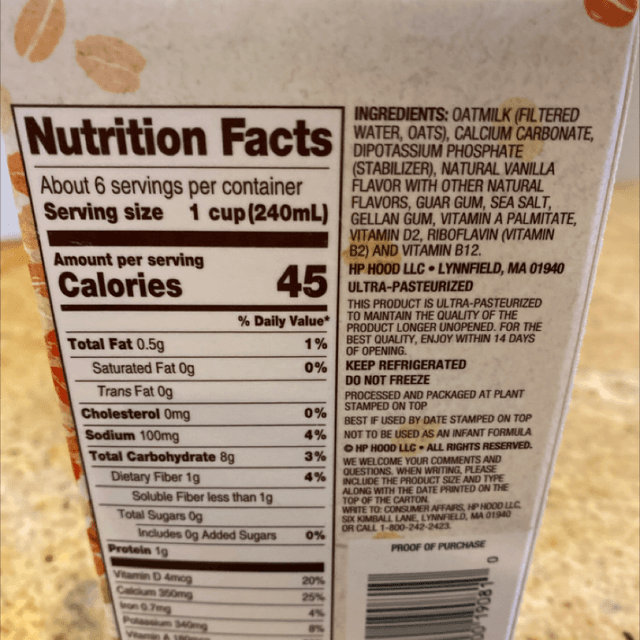 Nutrition Facts
About 6 servings per container
Serving size 1 cup (240mL)
Amount per serving
Calories 45
% Daily Value*
Total Fat 0.5g 1%
Saturated Fat 0g 0%
Trans Fat 0g
Cholesterol 0mg 0%
Sodium 100mg 4%
Total Carbohydrate 8g 3%
Dietary Fiber 1g 4%
Soluble Fiber less than 1g
Total Sugars 0g
Includes 0g Added Sugars 0%
Protein 1g
Vitamin D 4mcg 20%
Calcium 350mg 25%
Iron 0.7mg 4%
Potassium 340mg 8%
Vitamin A
INGREDIENTS: OATMILK (FILTERED
WATER, OATS), CALCIUM CARBONATE,
DIPOTASSIUM PHOSPHATE
(STABILIZER), NATURAL VANILLA
FLAVOR WITH OTHER NATURAL
FLAVORS, GUAR GUM, SEA SALT,
GELLAN GUM, VITAMIN A PALMITATE,
VITAMIN D2, RIBOFLAVIN (VITAMIN
B2) AND VITAMIN B12.
HP HOOD LLC • LYNNFIELD, MA 01940
ULTRA-PASTEURIZED
THIS PRODUCT IS ULTRA-PASTEURIZED
TO MAINTAIN THE QUALITY OF THE
PRODUCT LONGER UNOPENED. FOR THE
BEST QUALITY, ENJOY WITHIN 14 DAYS
OF OPENING.
KEEP REFRIGERATED
DO NOT FREEZE
PROCESSED AND PACKAGED AT PLANT
STAMPED ON TOP
BEST IF USED BY DATE STAMPED ON TOP
NOT TO BE USED AS AN INFANT FORMULA
© HP HOOD LLC • ALL RIGHTS RESERVED.
WE WELCOME YOUR COMMENTS AND
QUESTIONS. WHEN WRITING, PLEASE
INCLUDE THE PRODUCT SIZE AND TYPE
ALONG WITH THE DATE PRINTED ON THE
TOP OF THE CARTON.
WRITE TO: CONSUMER AFFAIRS, HP HOOD LLC,
SIX KIMBALL LANE, LYNNFIELD, MA 01940
OR CALL 1-800-242-2423.
PROOF OF PURCHASE
0